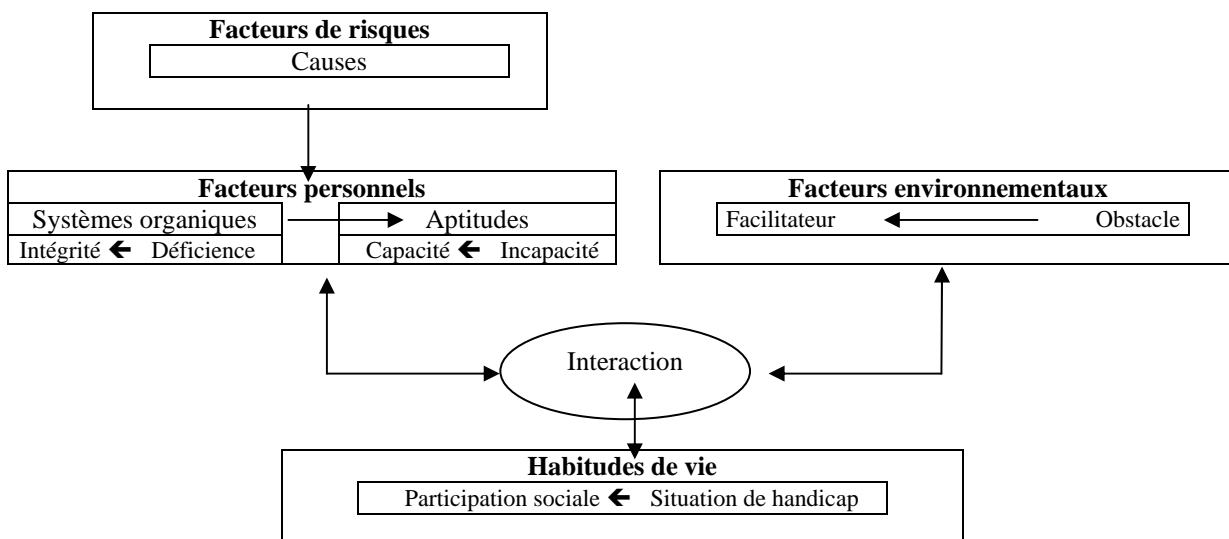 Facteurs de risques
Causes
Facteurs personnels
Systèmes organiques
Aptitudes
Intégrité ← Déficience
Capacité ← Incapacité
Facteurs environnementaux
Facilitateur
Obstacle
Interaction
Habitudes de vie
Participation sociale ← Situation de handicap